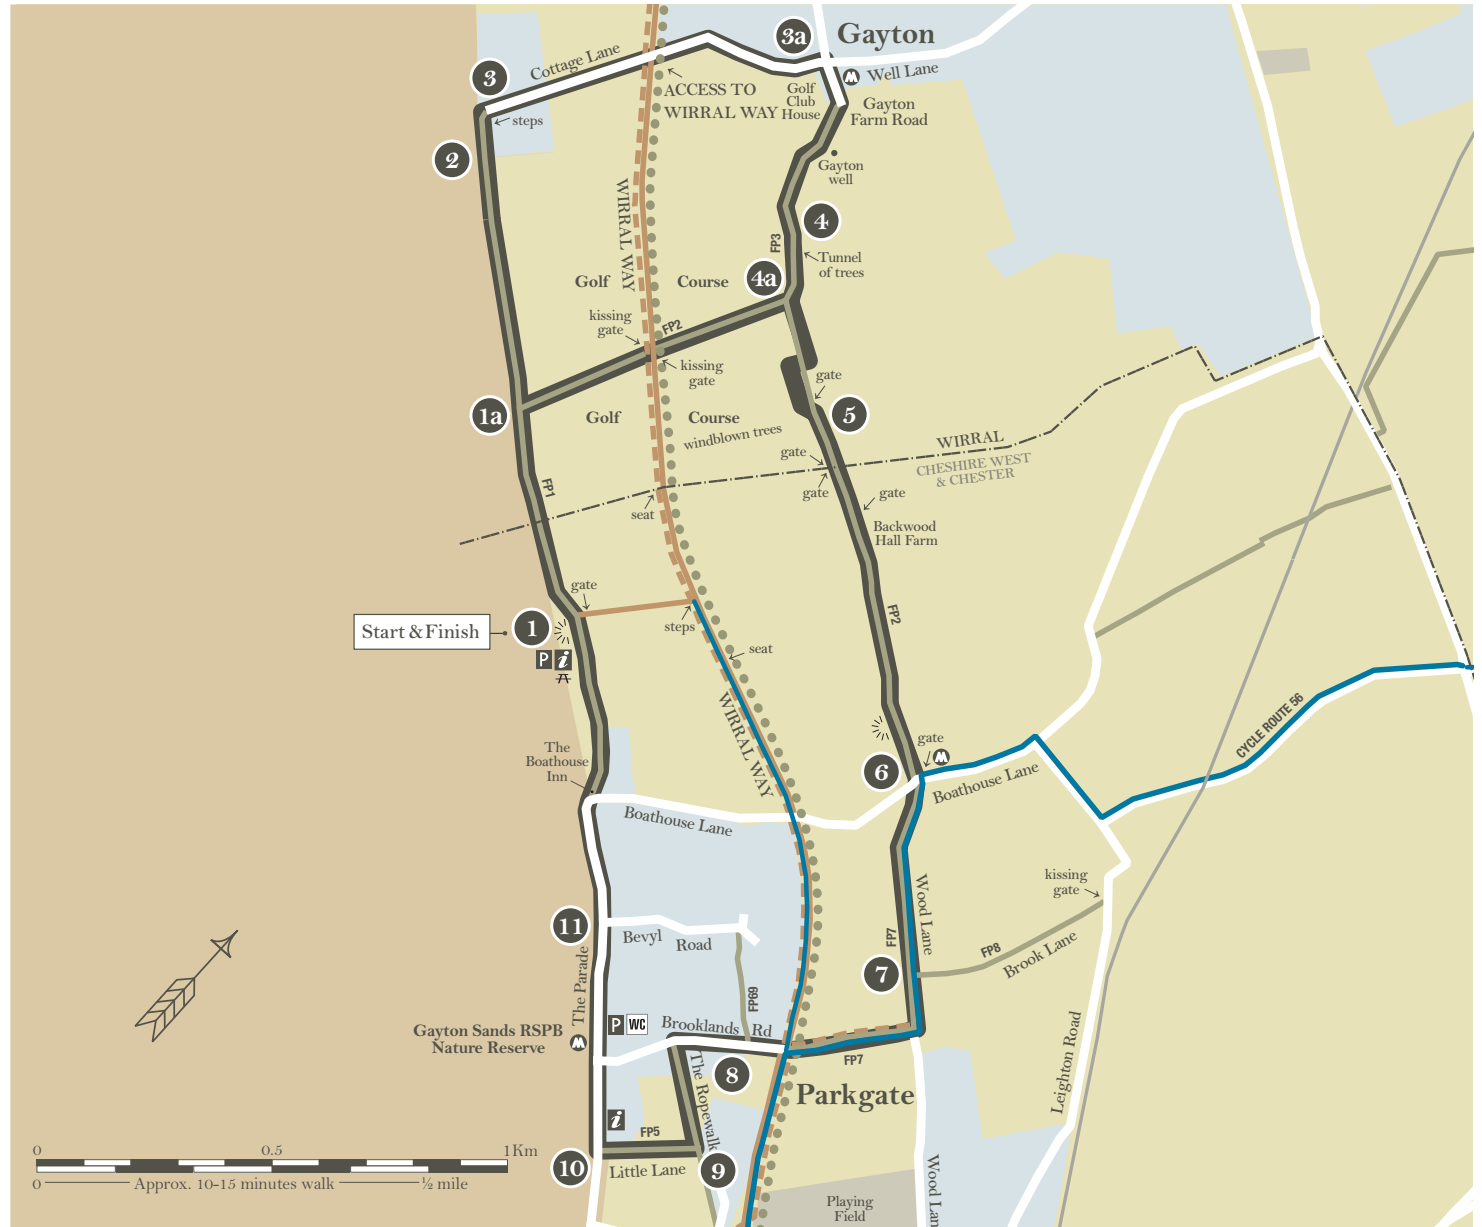 3a
Gayton
Cottage Lane
3
Well Lane
ACCESS TO
WIRRAL WAY
Golf
Club
House
Gayton
Farm Road
steps
2
Gayton
well
WIRRAL WAY
4
FP3
Tunnel
of trees
4a
Golf Course
kissing
gate
FP2
kissing
gate
gate
1a
Golf Course
5
windblown trees
WIRRAL
CHESHIRE WEST
& CHESTER
gate
gate
gate
FP1
seat
Backwood
Hall Farm
gate
FP2
Start & Finish
1
steps
P i
seat
WIRRAL WAY
CYCLE ROUTE 56
The
Boathouse
Inn
gate
6
Boathouse Lane
Boathouse Lane
kissing
gate
Wood Lane
11
Bevyl Road
FP7
FP8
Brook Lane
7
The Parade
FP69
P WC
Brooklands Rd
Gayton Sands RSPB
Nature Reserve
FP7
8
The Ropewalk
Parkgate
Leighton Road
i
FP5
10
Little Lane
9
Wood Lan
Playing
Field
0 0.5 1 Km
0 Approx. 10-15 minutes walk ½ mile
3